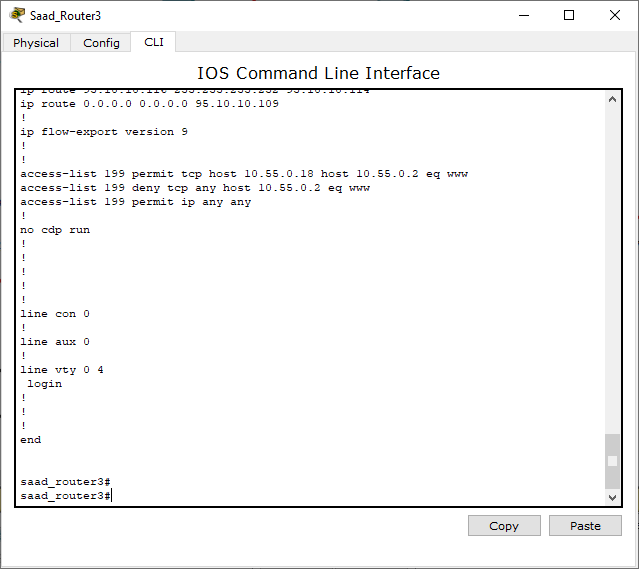 Saad_Router3
Physical Config CLI
IOS Command Line Interface
ip route 0.0.0.0 0.0.0.0 95.10.10.109
!
ip flow-export version 9
!
!
access-list 199 permit tcp host 10.55.0.18 host 10.55.0.2 eq www
access-list 199 deny tcp any host 10.55.0.2 eq www
access-list 199 permit ip any any
!
no cdp run
!
!
!
!
!
line con 0
!
line aux 0
!
line vty 0 4
 login
!
!
!
end
saad_router3#
saad_router3#
Copy Paste